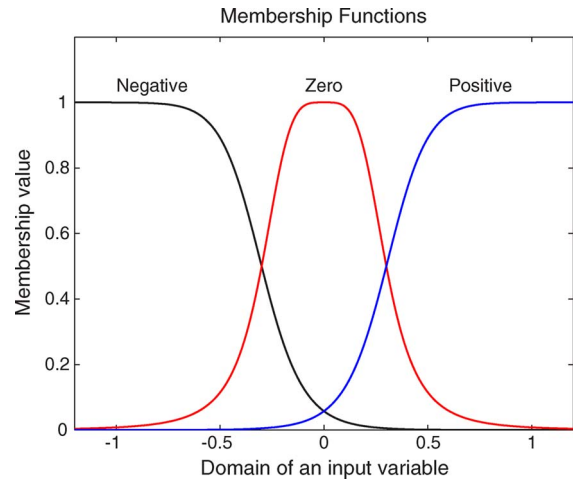 Membership Functions
Negative Zero Positive
1
0.8
0.6
0.4
0.2
0
Membership value
-1 -0.5 0 0.5 1
Domain of an input variable